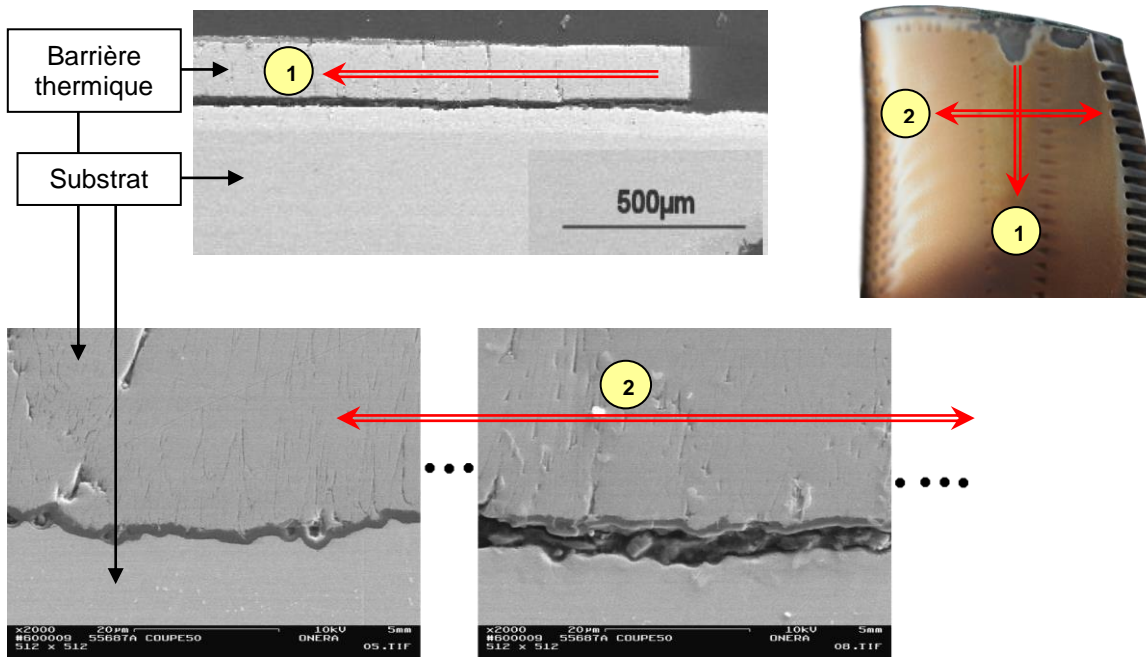 Barrière
thermique
Substrat
1
500µm
2
1
2
x2000 20µm 10kV 5mm
#600009 55687A COUPE50 ONERA
512 x 512 05.TIF
x2000 20µm 10kV 5mm
#600009 55687A COUPE50 ONERA
512 x 512 08.TIF